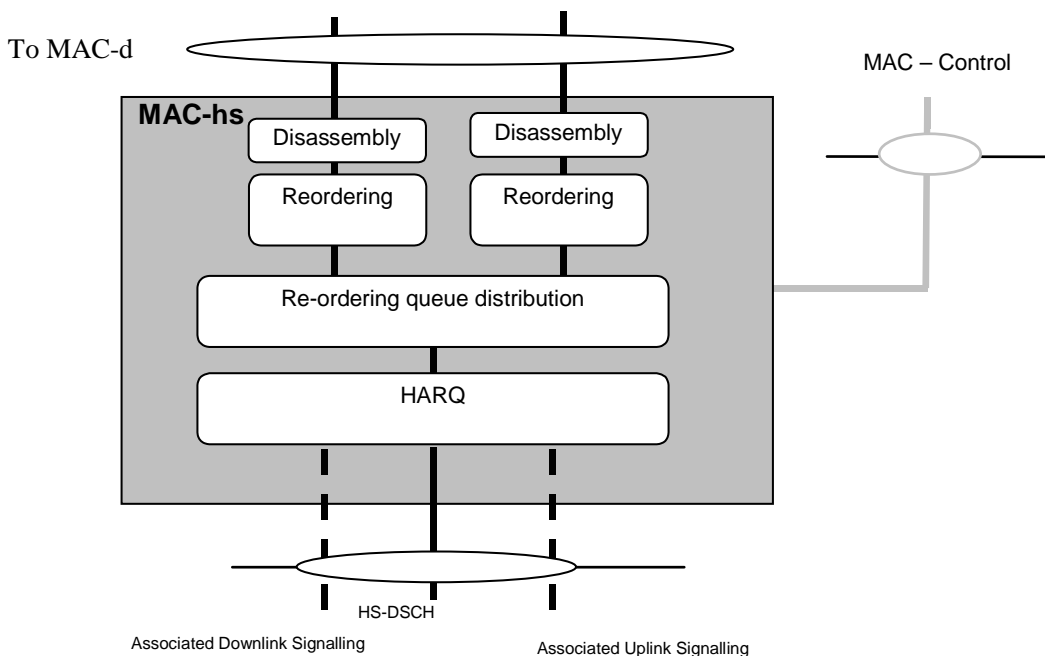 To MAC-d
MAC – Control
MAC-hs
Disassembly
Disassembly
Reordering
Reordering
Re-ordering queue distribution
HARQ
HS-DSCH
Associated Downlink Signalling
Associated Uplink Signalling